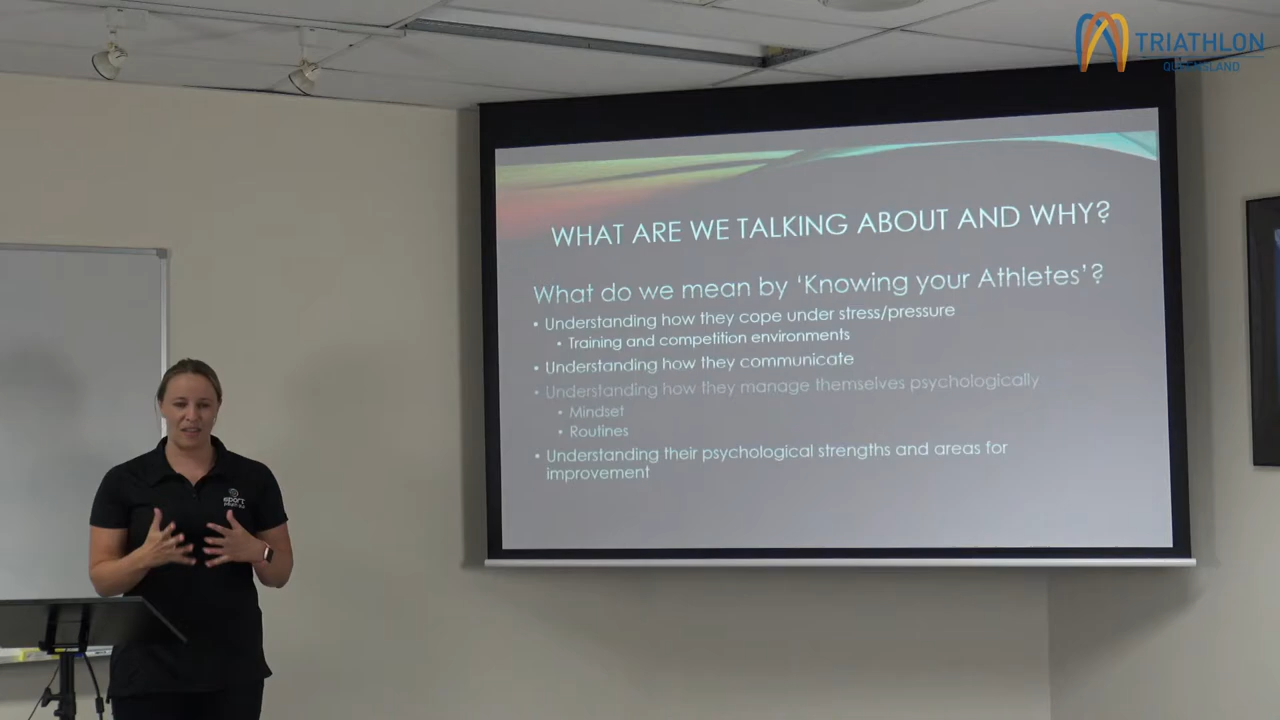 TRIATHLON
QUEENSLAND
WHAT ARE WE TALKING ABOUT AND WHY?
What do we mean by ‘Knowing your Athletes’?
• Understanding how they cope under stress/pressure
• Training and competition environments
• Understanding how they communicate
• Understanding how they manage themselves psychologically
• Mindset
• Routines
• Understanding their psychological strengths and areas for
improvement
sport